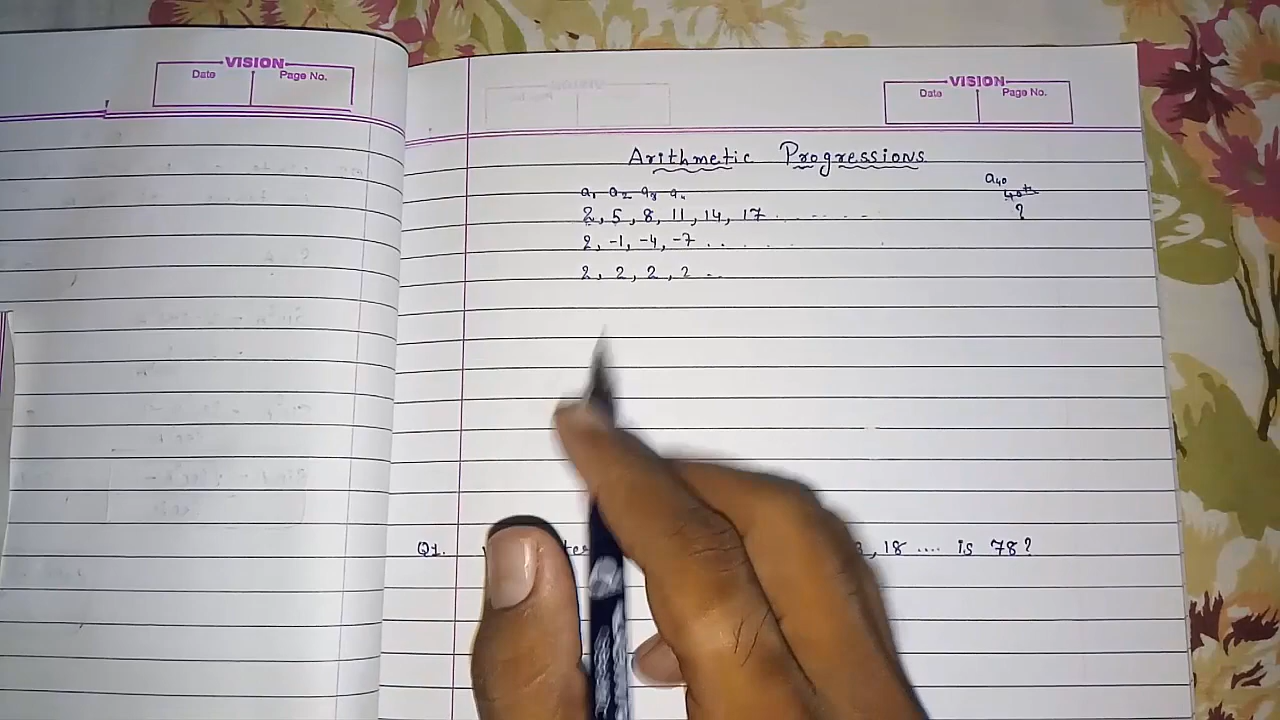 VISION
Date Page No.
VISION
Date Page No.
Arithmetic Progressions
a1 a2 a3 a4 a40
40th
2, 5, 8, 11, 14, 17 ......... ?
2, -1, -4, -7 ......
2, 2, 2, 2 ...
Q1. , 18 .... is 78?